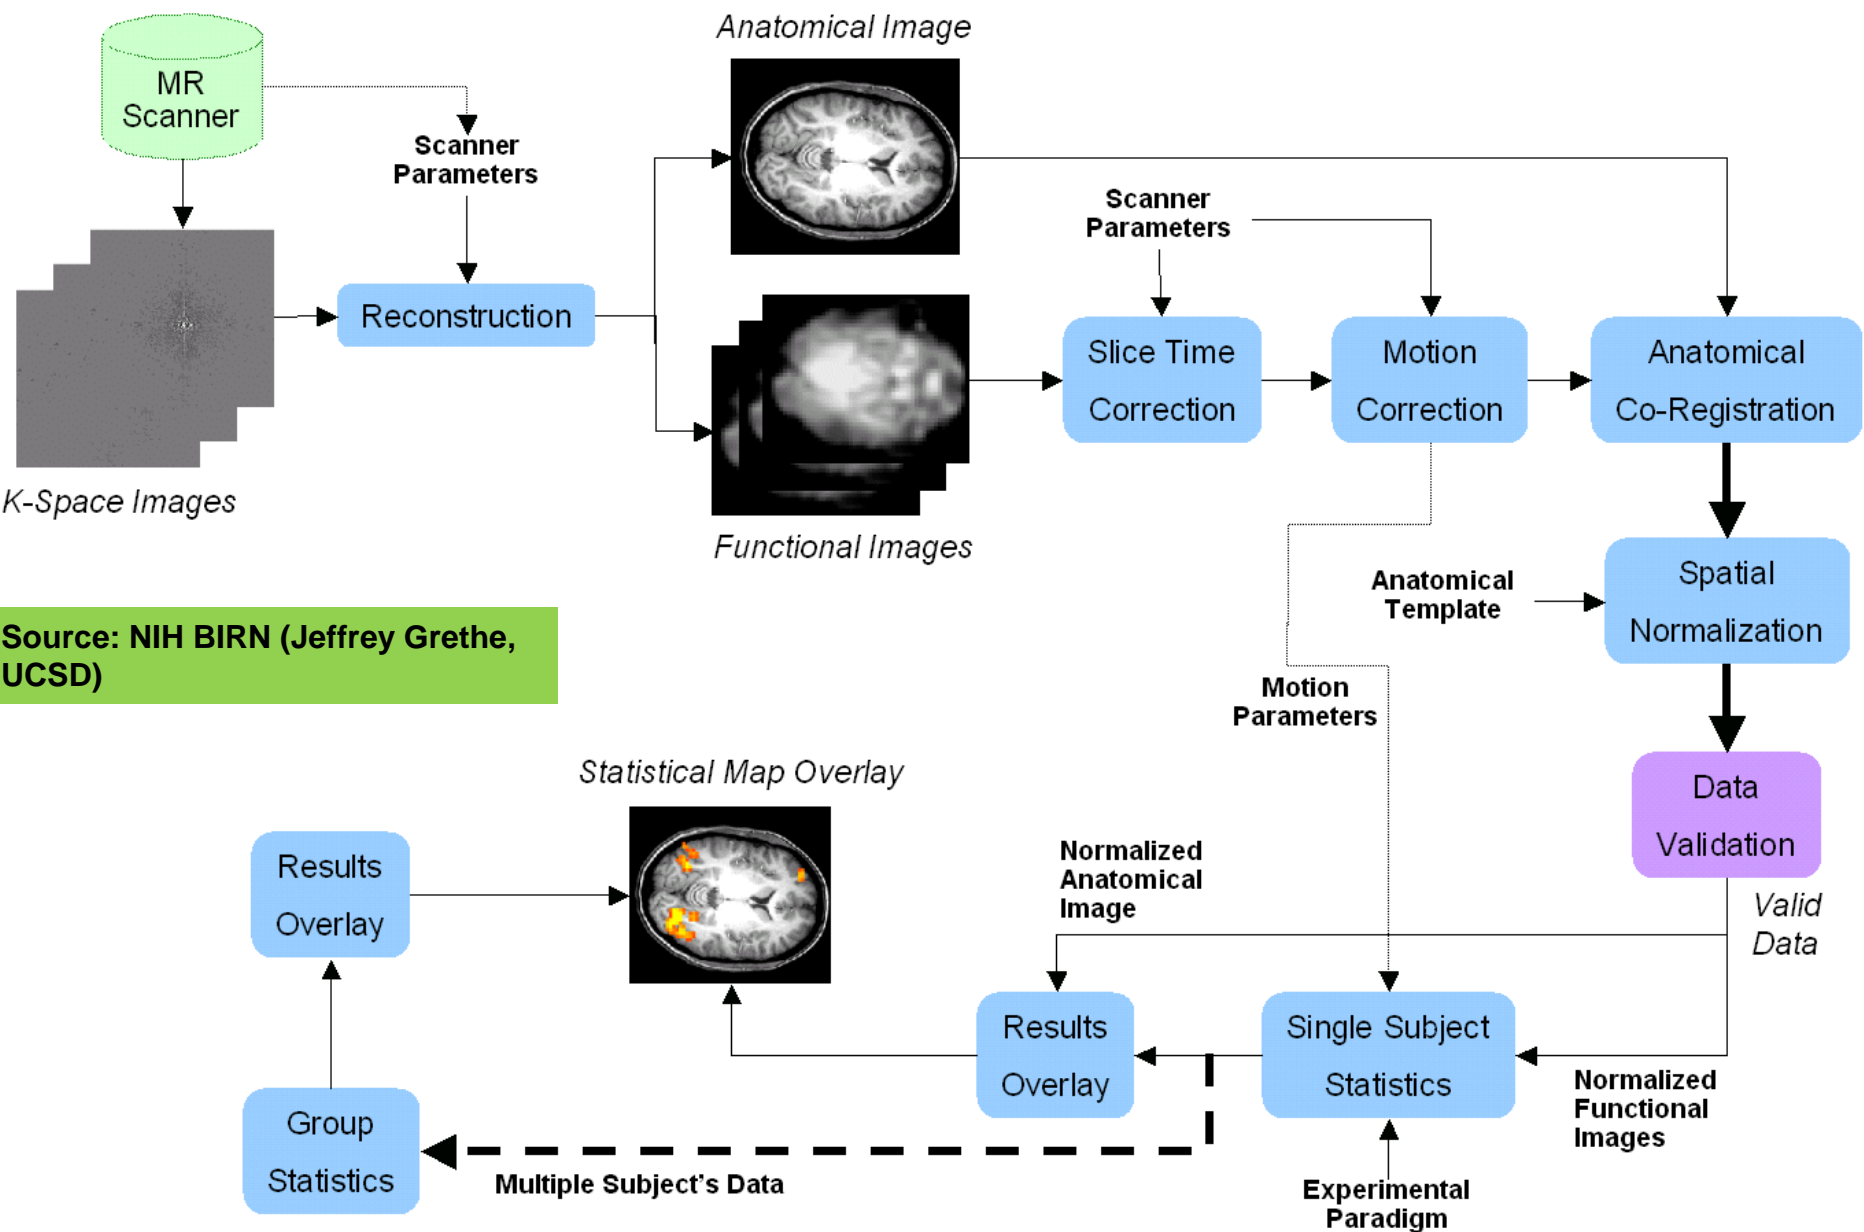 Anatomical Image
MR
Scanner
Scanner
Parameters
Scanner
Parameters
Reconstruction
Slice Time
Correction
Motion
Correction
Anatomical
Co-Registration
K-Space Images
Functional Images
Anatomical
Template
Spatial
Normalization
Source: NIH BIRN (Jeffrey Grethe,
UCSD)
Motion
Parameters
Statistical Map Overlay
Data
Validation
Results
Overlay
Normalized
Anatomical
Image
Valid
Data
Results
Overlay
Single Subject
Statistics
Normalized
Functional
Images
Group
Statistics
Multiple Subject's Data
Experimental
Paradigm